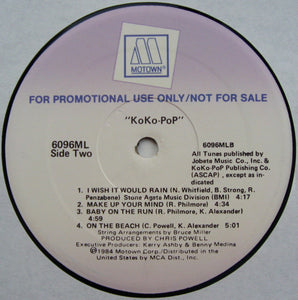 MOTOWN®
FOR PROMOTIONAL USE ONLY/NOT FOR SALE
"KoKo-PoP"
6096ML
Side Two
6096MLB
All Tunes published by
Jobete Music Co., Inc. &
KoKo-PoP Publishing Co.
(ASCAP) , except as in-
dicated
1. I WISH IT WOULD RAIN (N. Whitfield, B. Strong, R.
Penzabene) Stone Agate Music Division (BMI) 4:17
2. MAKE UP YOUR MIND (R. Philmore) 4:50
3. BABY ON THE RUN (R. Philmore, K. Alexander)
4:59
4. ON THE BEACH (C. Powell, K. Alexander) 5:01
String Arrangements by Bruce Miller
PRODUCED BY CHRIS POWELL
Executive Producers: Kerry Ashby & Benny Medina
℗1984 Motown Corp./Distributed in the
United States by MCA Dist., Inc.